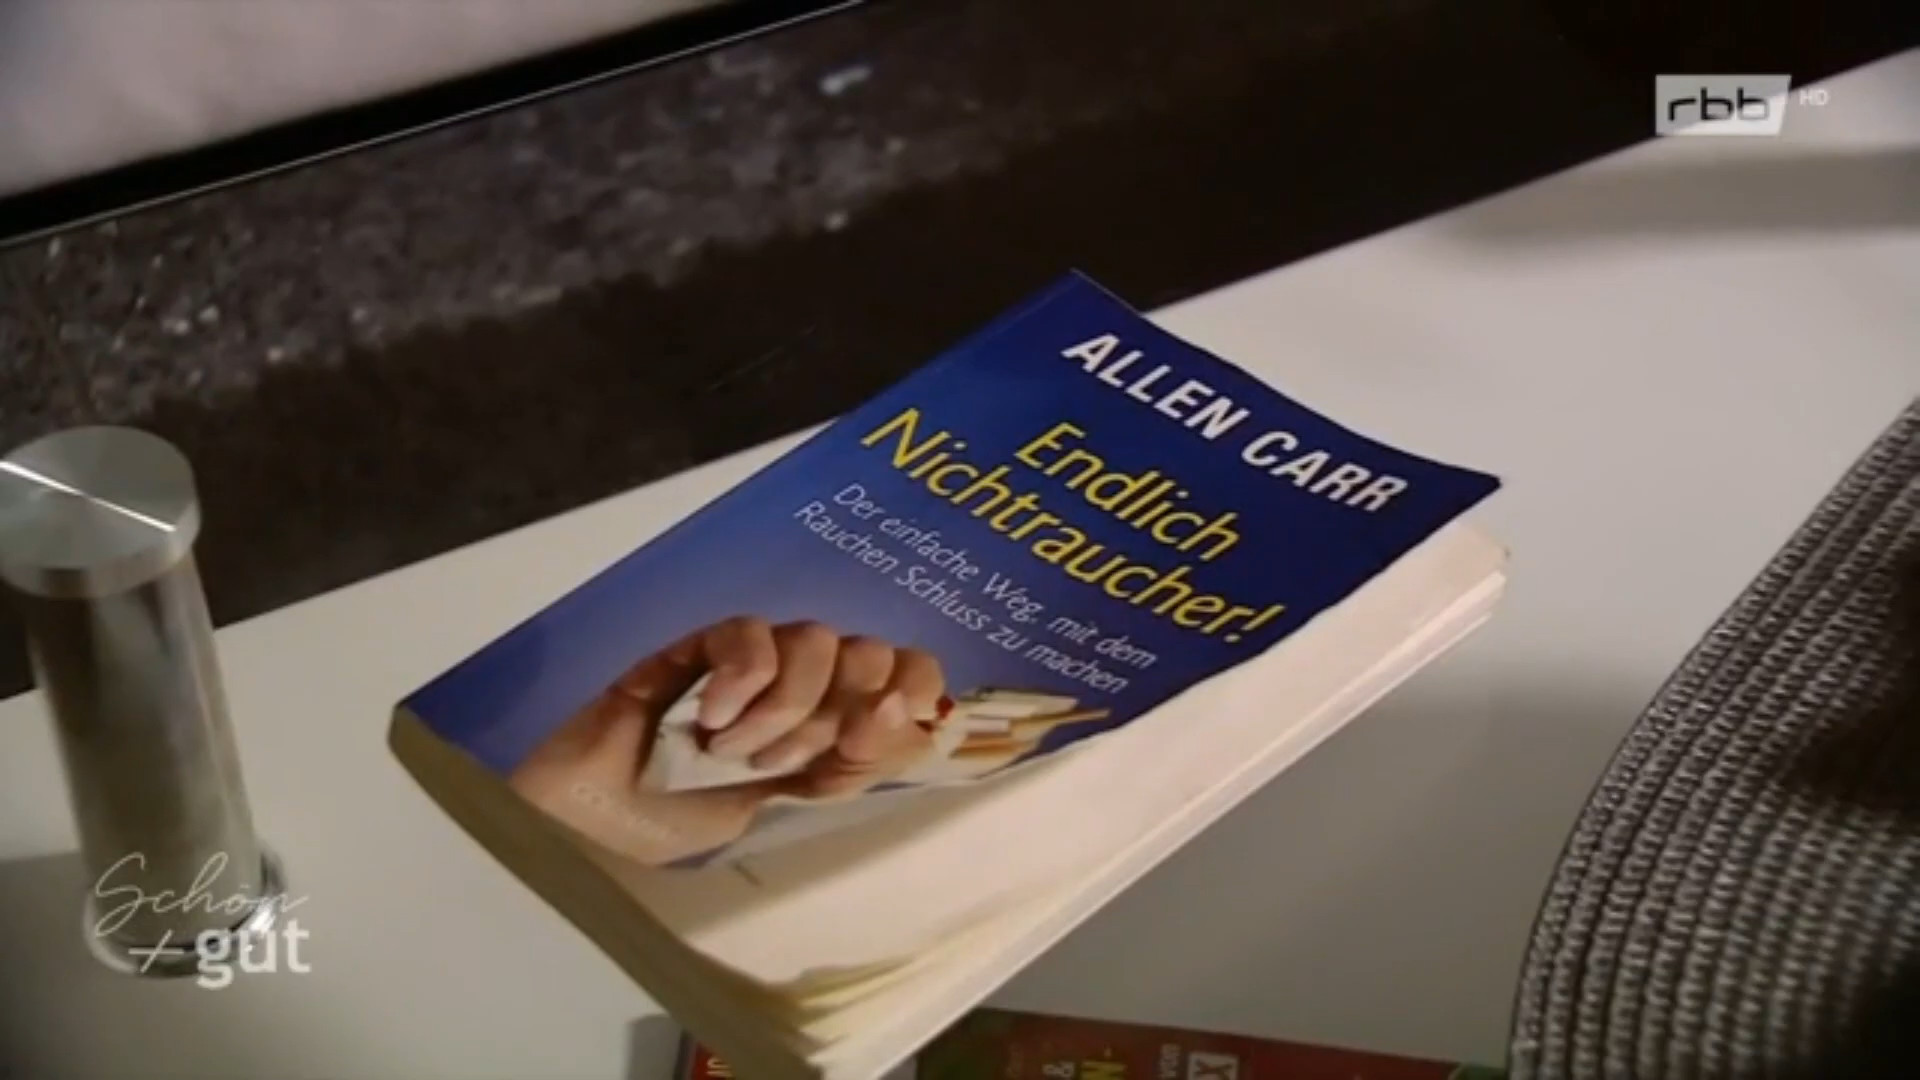 rbb HD
ALLEN CARR
Endlich
Nichtraucher!
Der einfache Weg, mit dem
Rauchen Schluss zu machen
Schön
+ gut